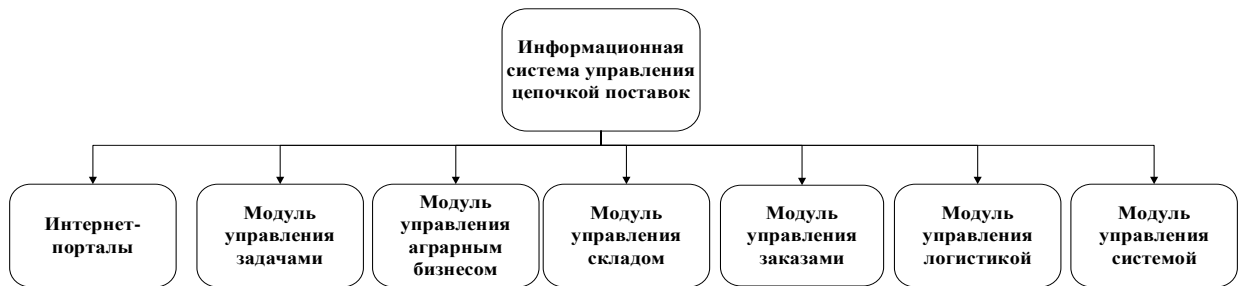 Информационная
система управления
цепочкой поставок
Интернет-
порталы
Модуль
управления
задачами
Модуль
управления
аграрным
бизнесом
Модуль
управления
складом
Модуль
управления
заказами
Модуль
управления
логистикой
Модуль
управления
системой